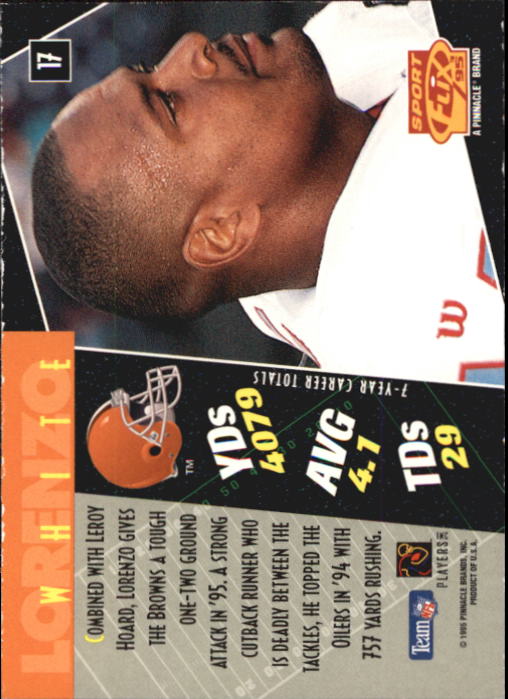 17
SPORT
Flix
95
A PINNACLE® BRAND
W
LORENZO
WHITE
7-YEAR CAREER TOTALS
YDS
4079
AVG
4.1
TDS
29
TM
COMBINED WITH LEROY
HOARD, LORENZO GIVES
THE BROWNS A TOUGH
ONE-TWO GROUND
ATTACK IN '95. A STRONG
CUTBACK RUNNER WHO
IS DEADLY BETWEEN THE
TACKLES, HE TOPPED THE
OILERS IN '94 WITH
757 YARDS RUSHING.
PLAYERS INC
Team NFL
© 1995 PINNACLE BRANDS, INC.
PRODUCT OF U.S.A.